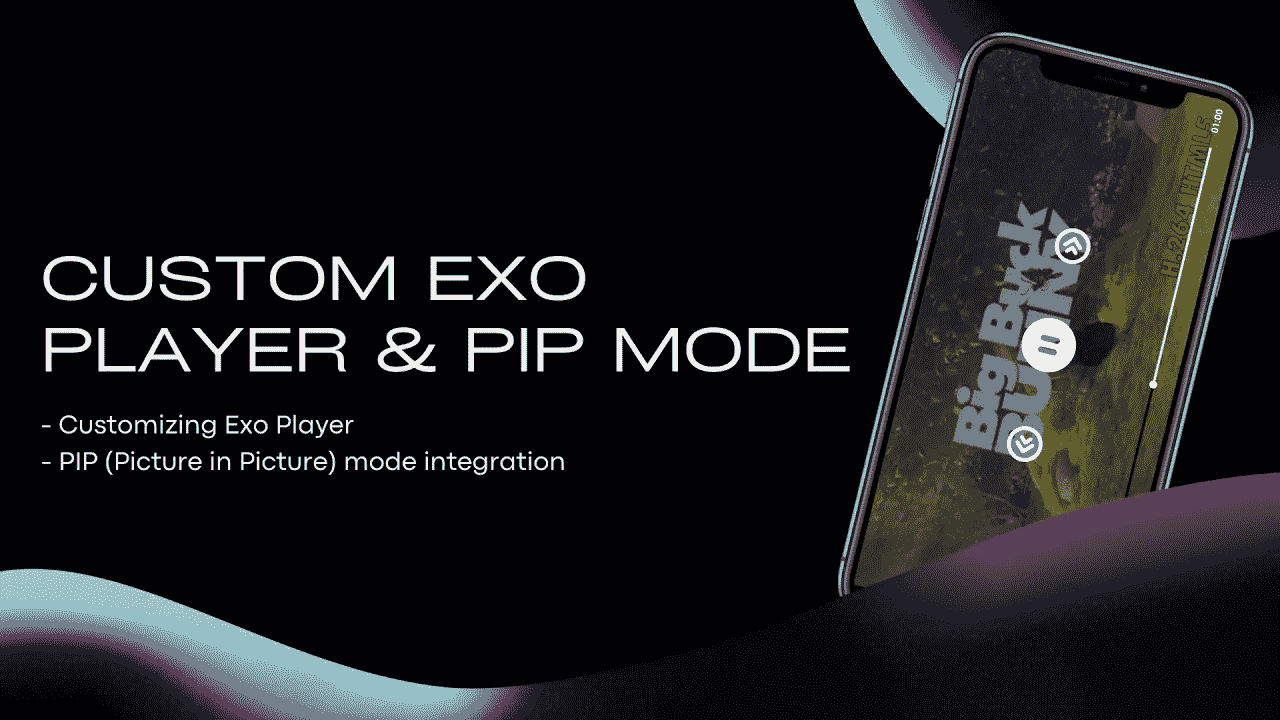 CUSTOM EXO
PLAYER & PIP MODE
- Customizing Exo Player
- PIP (Picture in Picture) mode integration
Big Buck
BUNNY
H.264 HTML5
01:00